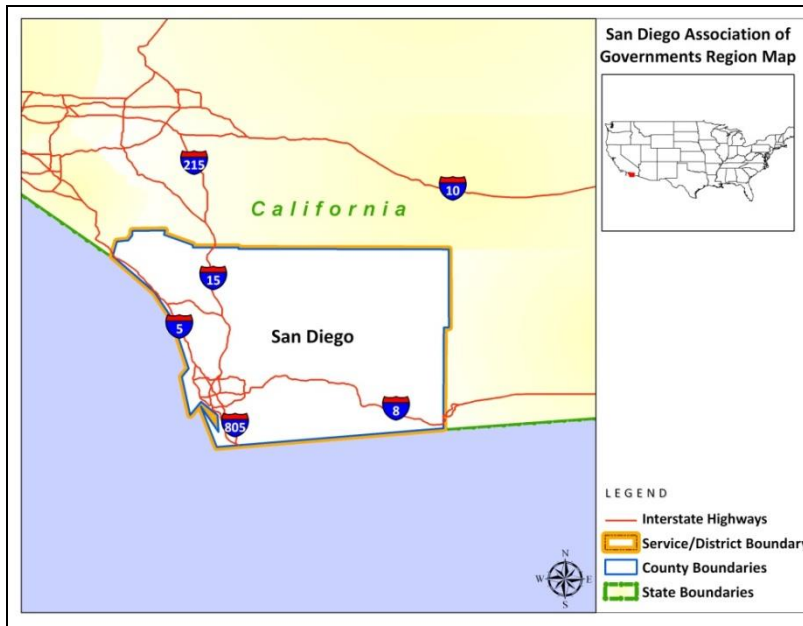 San Diego Association of
Governments Region Map
215
10
California
15
5
San Diego
8
805
LEGEND
Interstate Highways
Service/District Boundary
County Boundaries
State Boundaries
N
W E
S